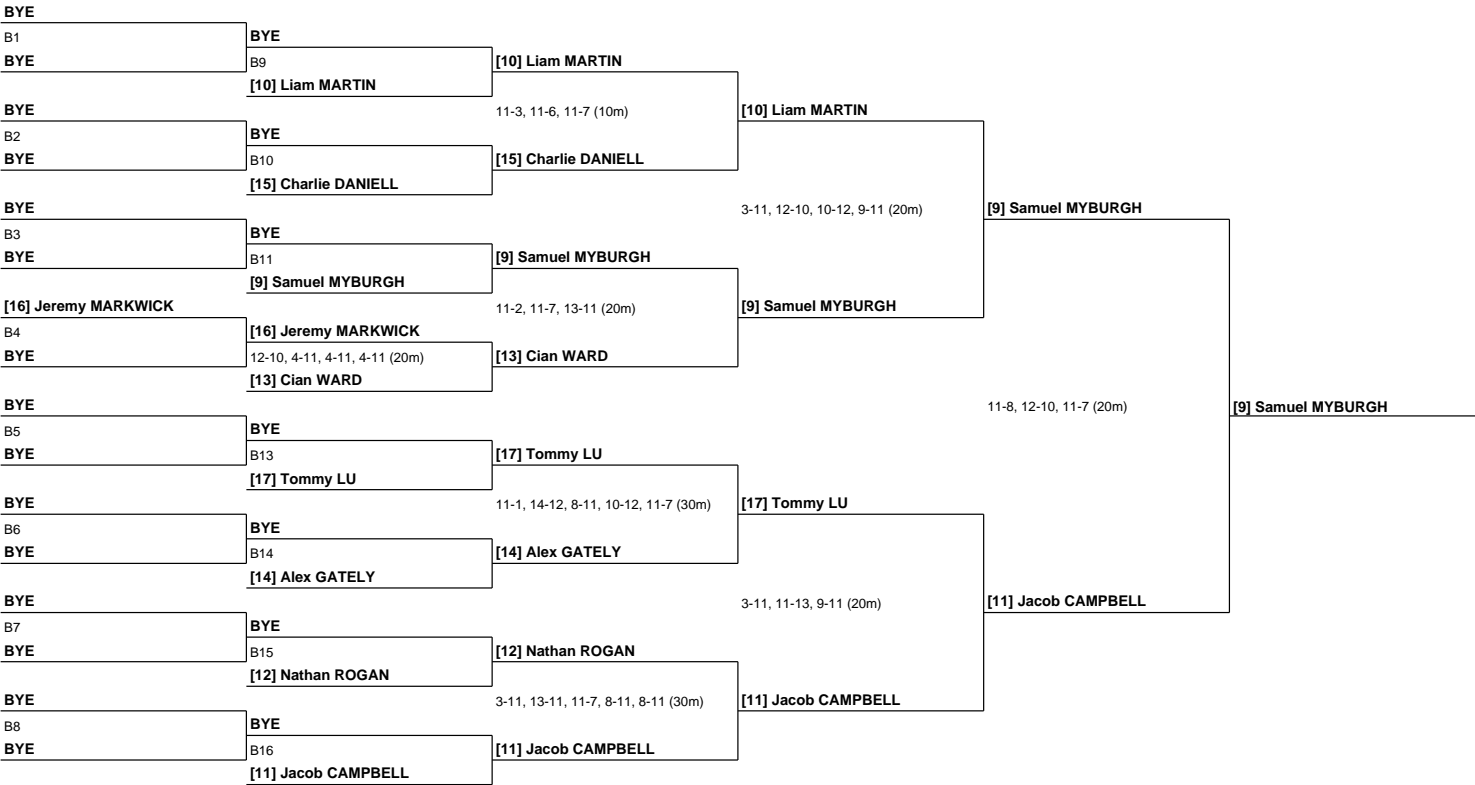 BYE
B1
BYE
BYE
B9
[10] Liam MARTIN
[10] Liam MARTIN
BYE
B2
BYE
BYE
B10
[15] Charlie DANIELL
11-3, 11-6, 11-7 (10m)
[15] Charlie DANIELL
[10] Liam MARTIN
BYE
B3
BYE
BYE
B11
[9] Samuel MYBURGH
[9] Samuel MYBURGH
[16] Jeremy MARKWICK
B4
BYE
[16] Jeremy MARKWICK
12-10, 4-11, 4-11, 4-11 (20m)
[13] Cian WARD
11-2, 11-7, 13-11 (20m)
[13] Cian WARD
[9] Samuel MYBURGH
3-11, 12-10, 10-12, 9-11 (20m)
[9] Samuel MYBURGH
BYE
B5
BYE
BYE
B13
[17] Tommy LU
[17] Tommy LU
BYE
B6
BYE
BYE
B14
[14] Alex GATELY
11-1, 14-12, 8-11, 10-12, 11-7 (30m)
[14] Alex GATELY
[17] Tommy LU
BYE
B7
BYE
BYE
B15
[12] Nathan ROGAN
[12] Nathan ROGAN
BYE
B8
BYE
BYE
B16
[11] Jacob CAMPBELL
3-11, 13-11, 11-7, 8-11, 8-11 (30m)
[11] Jacob CAMPBELL
[11] Jacob CAMPBELL
3-11, 11-13, 9-11 (20m)
[11] Jacob CAMPBELL
11-8, 12-10, 11-7 (20m)
[9] Samuel MYBURGH